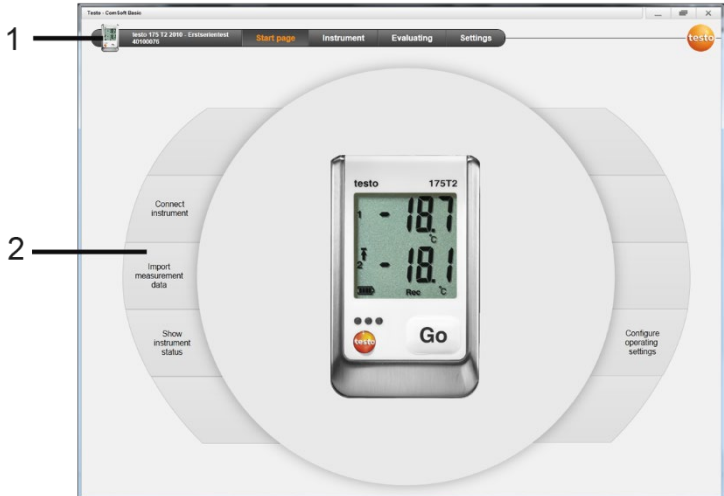 Testo - ComSoft Basic
1
testo 175 T2 2010 - Erstserientest
40100076
Start page
Instrument
Evaluating
Settings
testo
testo 175T2
1 -18.7
°C
2 -18.1
Rec °C
Go
testo
Connect
instrument
2
Import
measurement
data
Show
instrument
status
Configure
operating
settings